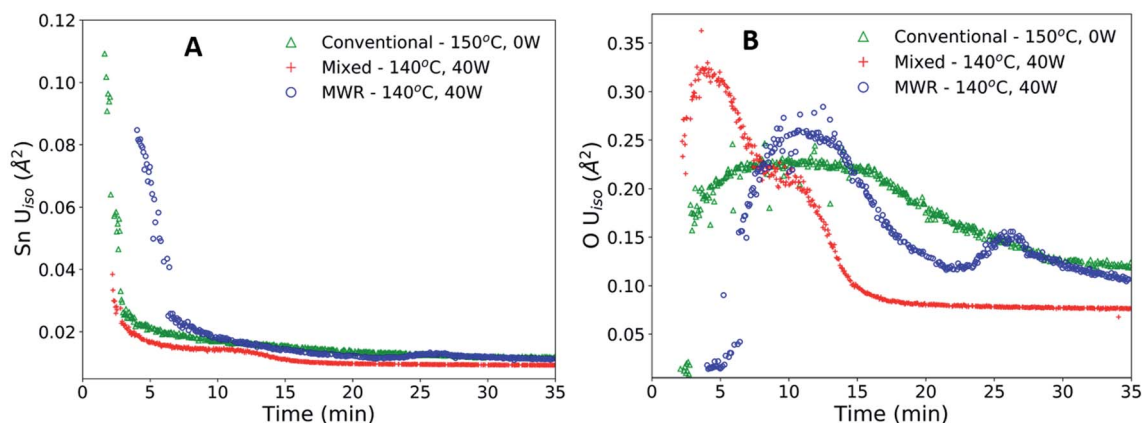 A
Conventional - 150°C, 0W
Mixed - 140°C, 40W
MWR - 140°C, 40W
Sn U_iso (Å²)
0.12
0.10
0.08
0.06
0.04
0.02
0 5 10 15 20 25 30 35
Time (min)
B
Conventional - 150°C, 0W
Mixed - 140°C, 40W
MWR - 140°C, 40W
O U_iso (Å²)
0.35
0.30
0.25
0.20
0.15
0.10
0.05
0 5 10 15 20 25 30 35
Time (min)